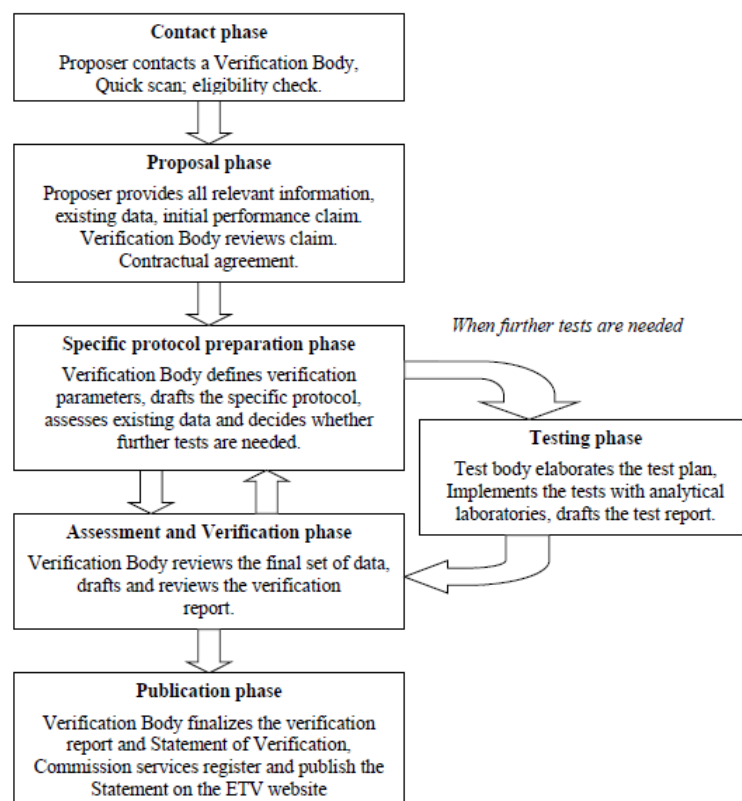 Contact phase
Proposer contacts a Verification Body,
Quick scan; eligibility check.
Proposal phase
Proposer provides all relevant information,
existing data, initial performance claim.
Verification Body reviews claim.
Contractual agreement.
When further tests are needed
Specific protocol preparation phase
Verification Body defines verification
parameters, drafts the specific protocol,
assesses existing data and decides whether
further tests are needed.
Testing phase
Test body elaborates the test plan,
Implements the tests with analytical
laboratories, drafts the test report.
Assessment and Verification phase
Verification Body reviews the final set of data,
drafts and reviews the verification
report.
Publication phase
Verification Body finalizes the verification
report and Statement of Verification,
Commission services register and publish the
Statement on the ETV website